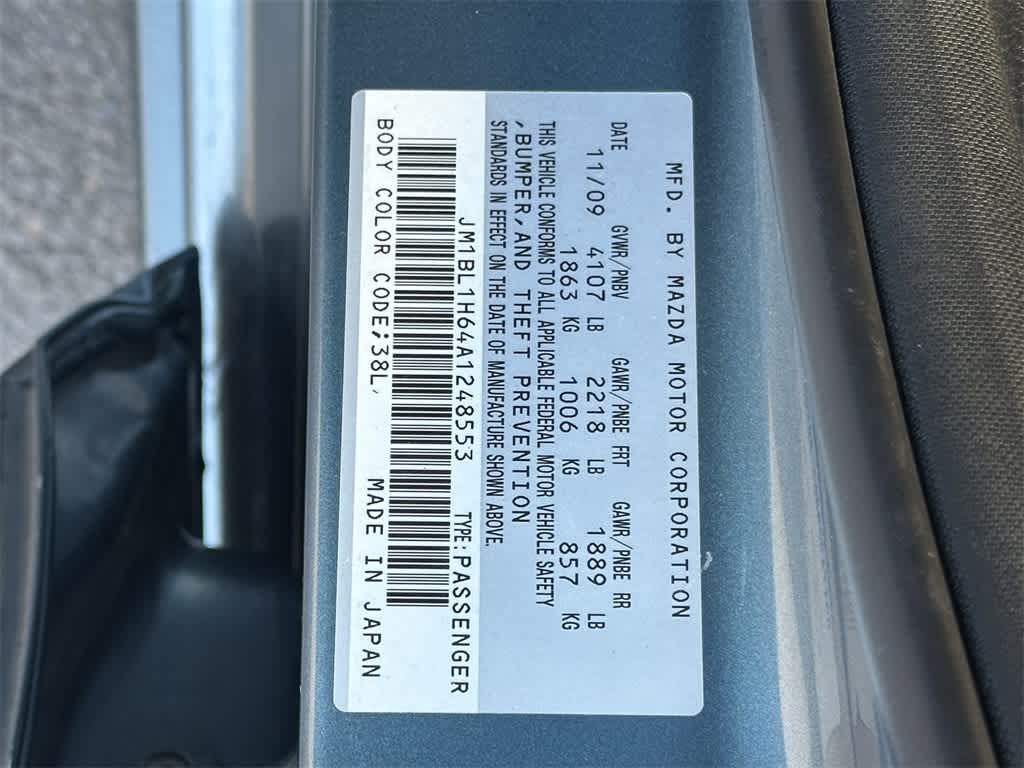 MFD. BY MAZDA MOTOR CORPORATION
DATE GVWR/PNBV GAWR/PNBE FRT GAWR/PNBE RR
11/09 4107 LB 2218 LB 1889 LB
1863 KG 1006 KG 857 KG
THIS VEHICLE CONFORMS TO ALL APPLICABLE FEDERAL MOTOR VEHICLE SAFETY
,BUMPER,AND THEFT PREVENTION
STANDARDS IN EFFECT ON THE DATE OF MANUFACTURE SHOWN ABOVE.
JM1BL1H64A1248553 TYPE:PASSENGER
BODY COLOR CODE;38L, MADE IN JAPAN